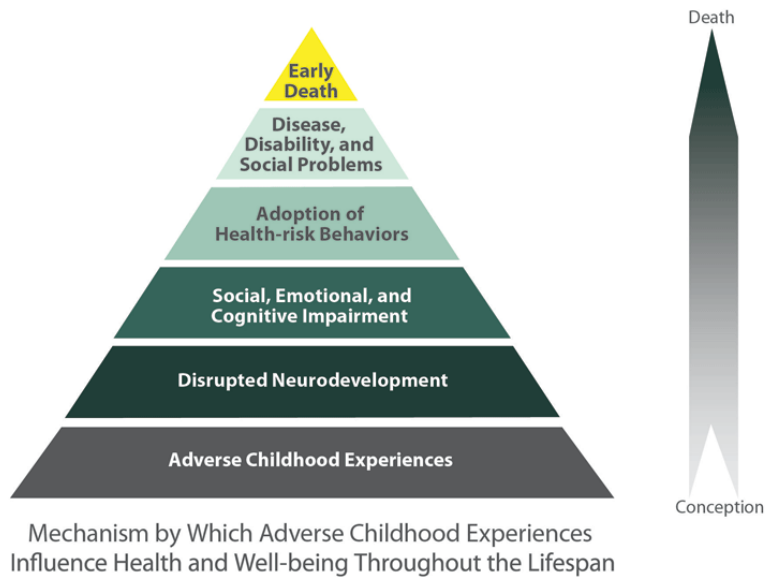 Death
Early
Death
Disease,
Disability, and
Social Problems
Adoption of
Health-risk Behaviors
Social, Emotional, and
Cognitive Impairment
Disrupted Neurodevelopment
Adverse Childhood Experiences
Conception
Mechanism by Which Adverse Childhood Experiences
Influence Health and Well-being Throughout the Lifespan